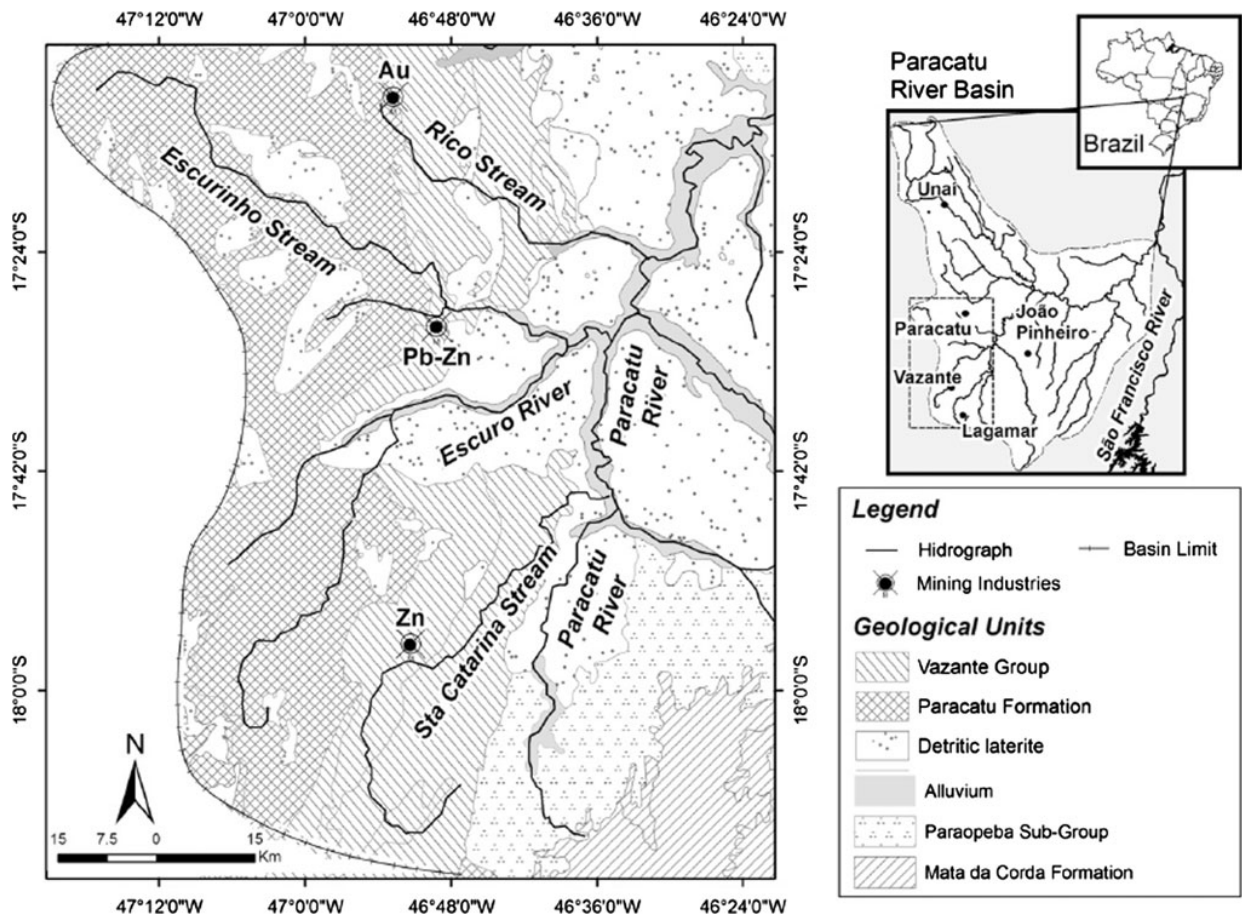 47°12'0"W 47°0'0"W 46°48'0"W 46°36'0"W 46°24'0"W
Au
Rico Stream
Escurinho Stream
17°24'0"S
17°24'0"S
Pb-Zn
Escuro River
Paracatu
River
17°42'0"S
17°42'0"S
Zn
Sta Catarina Stream
Paracatu
River
18°0'0"S
18°0'0"S
N
15 7.5 0 15
Km
47°12'0"W 47°0'0"W 46°48'0"W 46°36'0"W 46°24'0"W
Paracatu
River Basin
Brazil
Unai
João
Pinheiro
Paracatu
Vazante
Lagamar
São Francisco River
Legend
Hidrograph
Basin Limit
Mining Industries
Geological Units
Vazante Group
Paracatu Formation
Detritic laterite
Alluvium
Paraopeba Sub-Group
Mata da Corda Formation